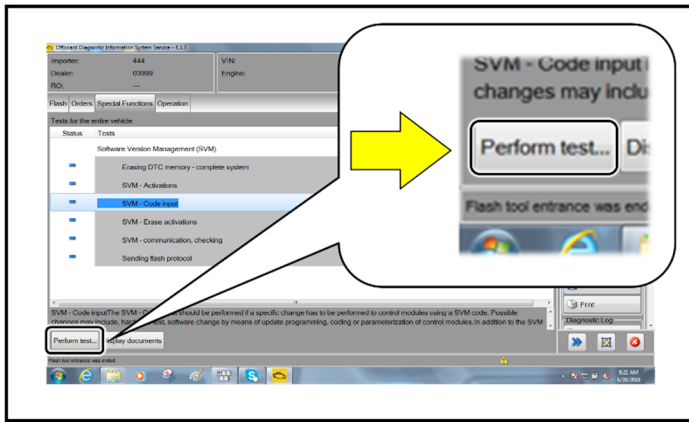 Offboard Diagnostic Information System Service - 4.3.3
Importer: 444 VIN:
Dealer: 03999 Engine:
RO: ---
Flash Orders Special Functions Operation
Tests for the entire vehicle
Status Tests
Software Version Management (SVM)
Erasing DTC memory - complete system
SVM - Activations
SVM - Code input
SVM - Erase activations
SVM - communication, checking
Sending flash protocol
SVM - Code inputThe SVM - Code should be performed if a specific change has to be performed to control modules using a SVM code. Possible
changes may include, hard test, software change by means of update programming, coding or parameterization of control modules.In addition to the SVM
Perform test... Display documents
Flash tool entrance was ended.
Print
Diagnostic Log
9:21 AM
SVM - Code input
changes may inclu
Perform test... Di
Flash tool entrance was end